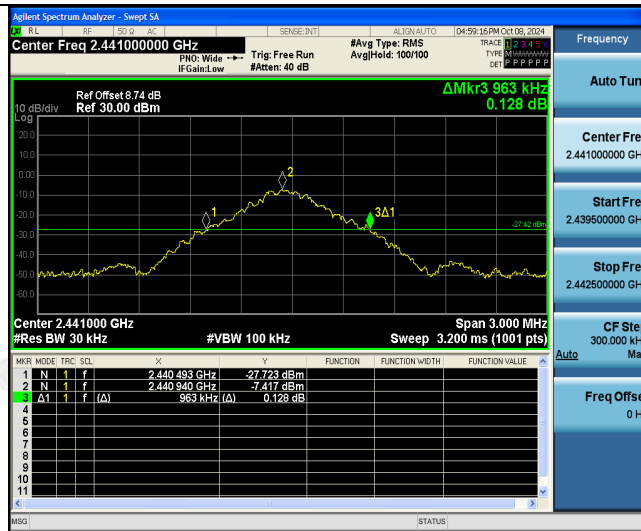 Agilent Spectrum Analyzer - Swept SA
LXI RL RF 50 Ω AC SENSE:INT ALIGN AUTO 04:59:16 PM Oct 08, 2024
Center Freq 2.441000000 GHz
PNO: Wide
IFGain:Low
Trig: Free Run
#Atten: 40 dB
#Avg Type: RMS
Avg|Hold: 100/100
TRACE 1 2 3 4 5 6
TYPE M W W W W W
DET P P P P P P
Ref Offset 8.74 dB
Ref 30.00 dBm
10 dB/div
Log
ΔMkr3 963 kHz
0.128 dB
20.0
10.0
0.00
-10.0
-20.0
-30.0
-40.0
-50.0
-60.0
1
2
3Δ1
-27.42 dBm
Center 2.441000 GHz Span 3.000 MHz
#Res BW 30 kHz #VBW 100 kHz Sweep 3.200 ms (1001 pts)
MKR MODE TRC SCL X Y FUNCTION FUNCTION WIDTH FUNCTION VALUE
1 N 1 f 2.440 493 GHz -27.723 dBm
2 N 1 f 2.440 940 GHz -7.417 dBm
3 Δ1 1 f (Δ) 963 kHz (Δ) 0.128 dB
4
5
6
7
8
9
10
11
MSG STATUS
Frequency
Auto Tun
Center Fre
2.441000000 GH
Start Fre
2.439500000 GH
Stop Fre
2.442500000 GH
CF Ste
300.000 kH
Auto Ma
Freq Offse
0 H